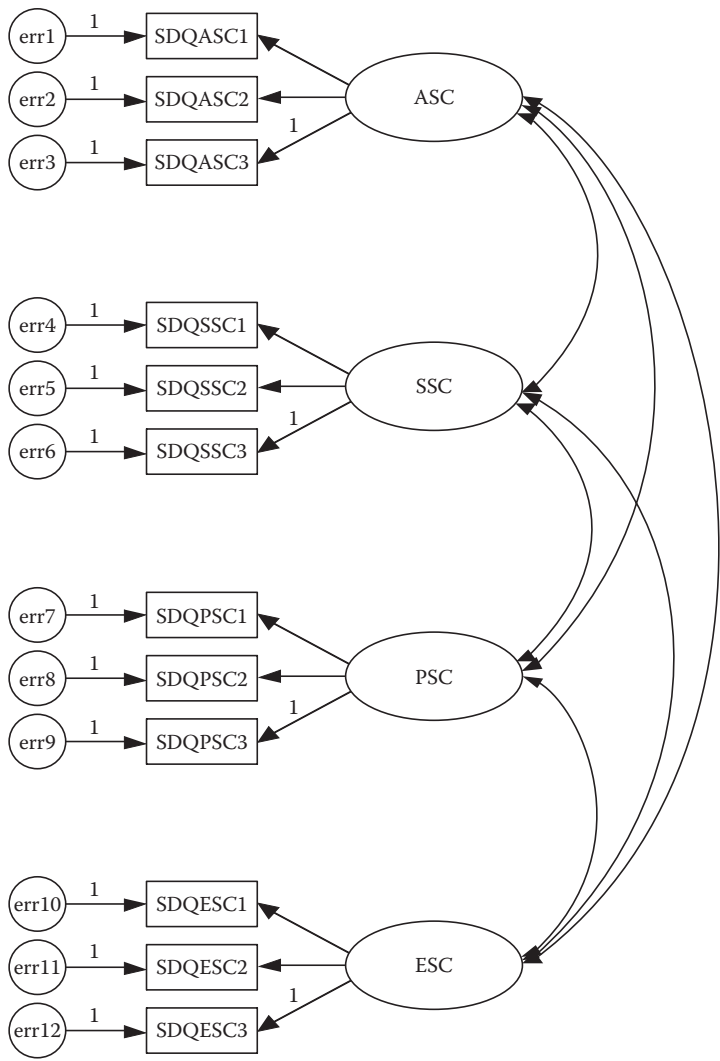 err1 1 SDQASC1
err2 1 SDQASC2 ASC
err3 1 SDQASC3 1
err4 1 SDQSSC1
err5 1 SDQSSC2 SSC
err6 1 SDQSSC3 1
err7 1 SDQPSC1
err8 1 SDQPSC2 PSC
err9 1 SDQPSC3 1
err10 1 SDQESC1
err11 1 SDQESC2 ESC
err12 1 SDQESC3 1